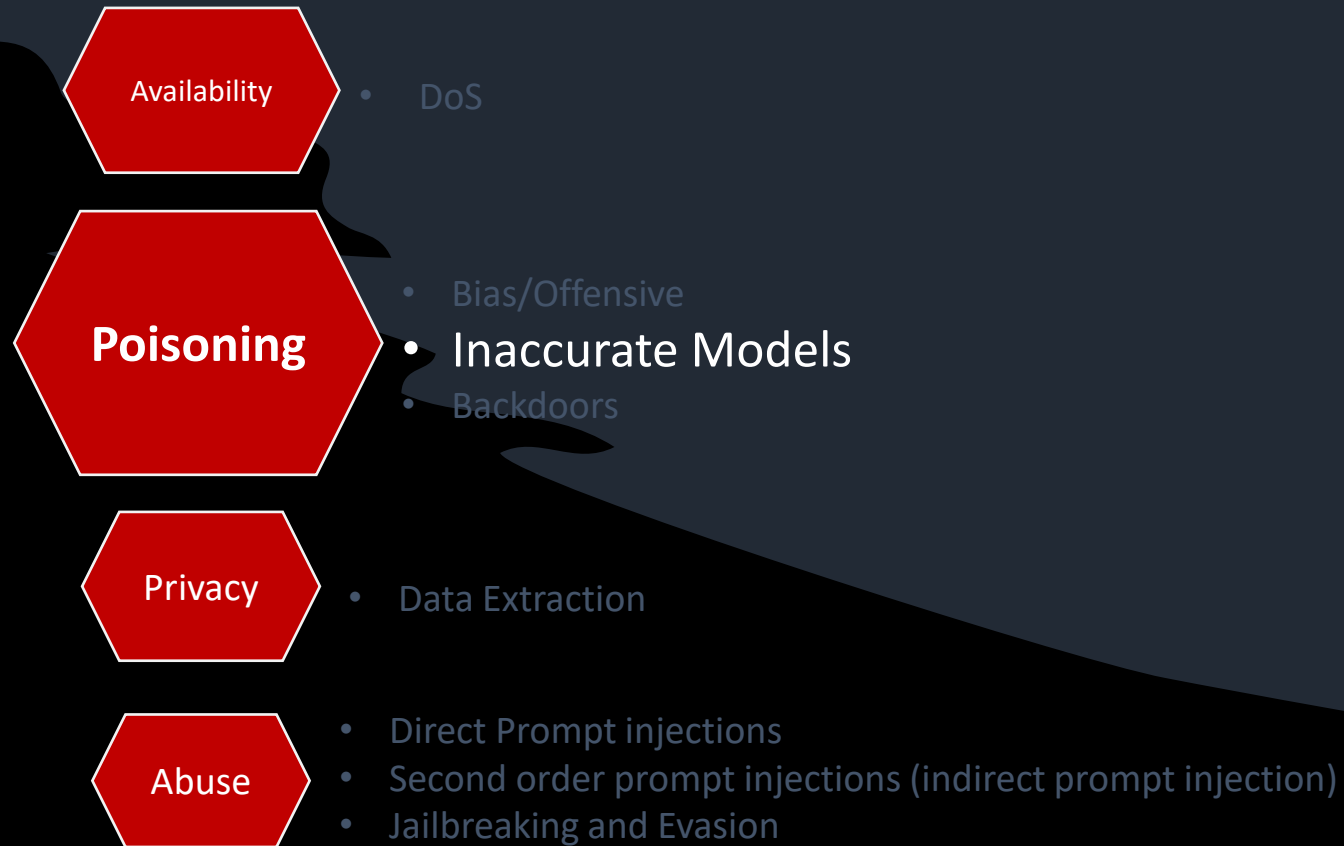 Availability
• DoS
Poisoning
• Bias/Offensive
• Inaccurate Models
• Backdoors
Privacy
• Data Extraction
Abuse
• Direct Prompt injections
• Second order prompt injections (indirect prompt injection)
• Jailbreaking and Evasion